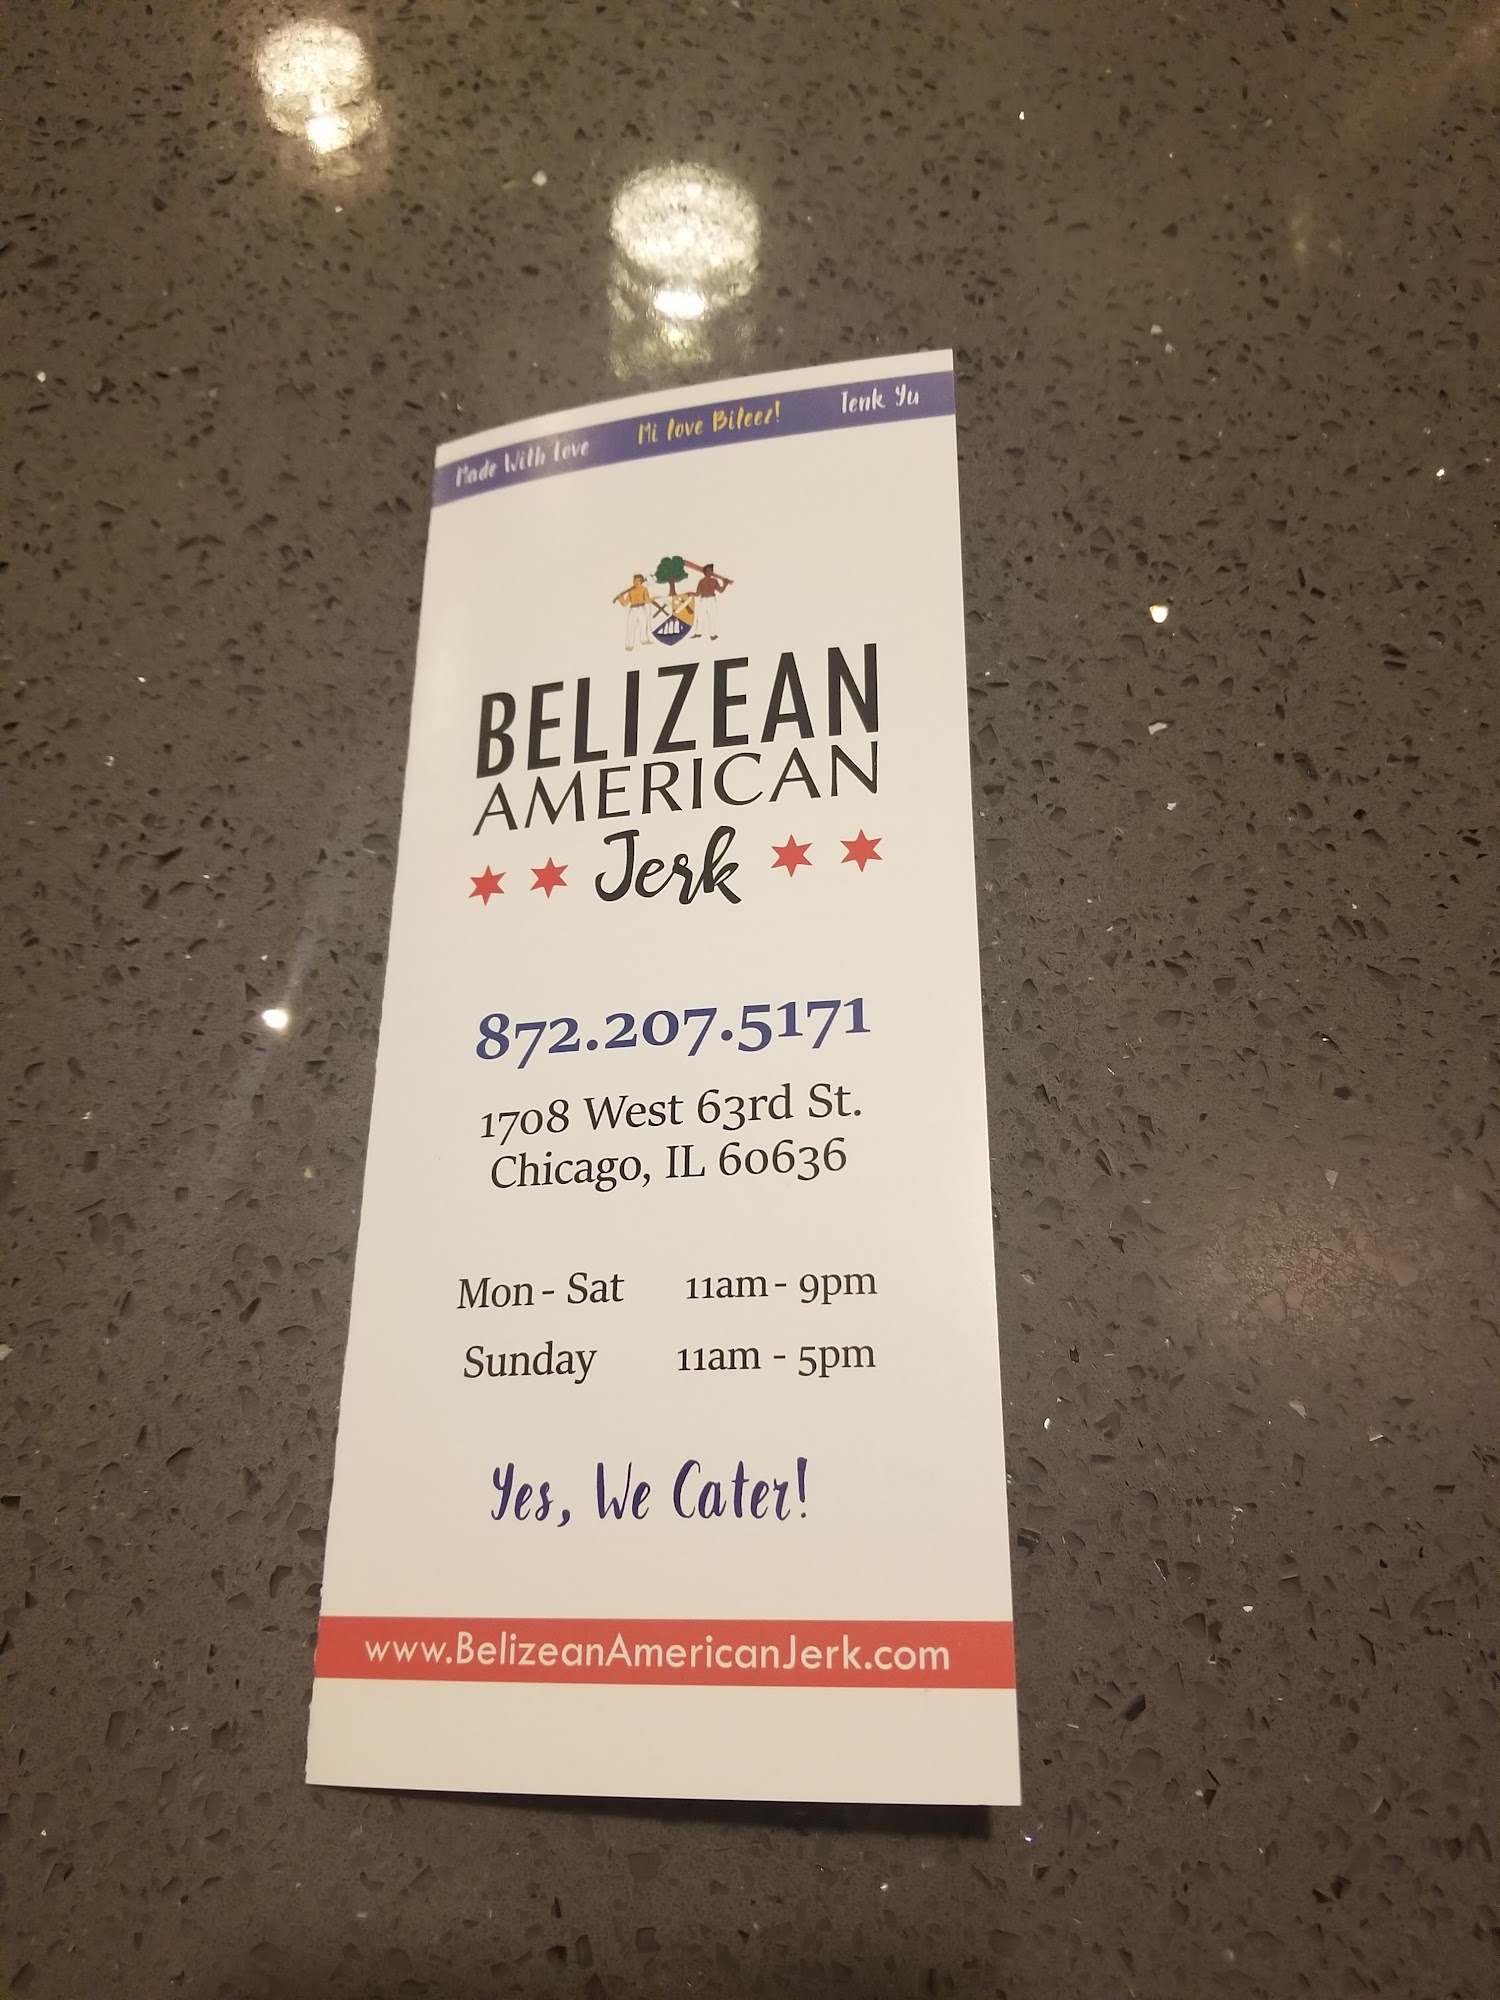 Made With Love Mi Love Bileez! Tenk Yu
BELIZEAN
AMERICAN
Jerk
872.207.5171
1708 West 63rd St.
Chicago, IL 60636
Mon - Sat 11am - 9pm
Sunday 11am - 5pm
Yes, We Cater!
www.BelizeanAmericanJerk.com